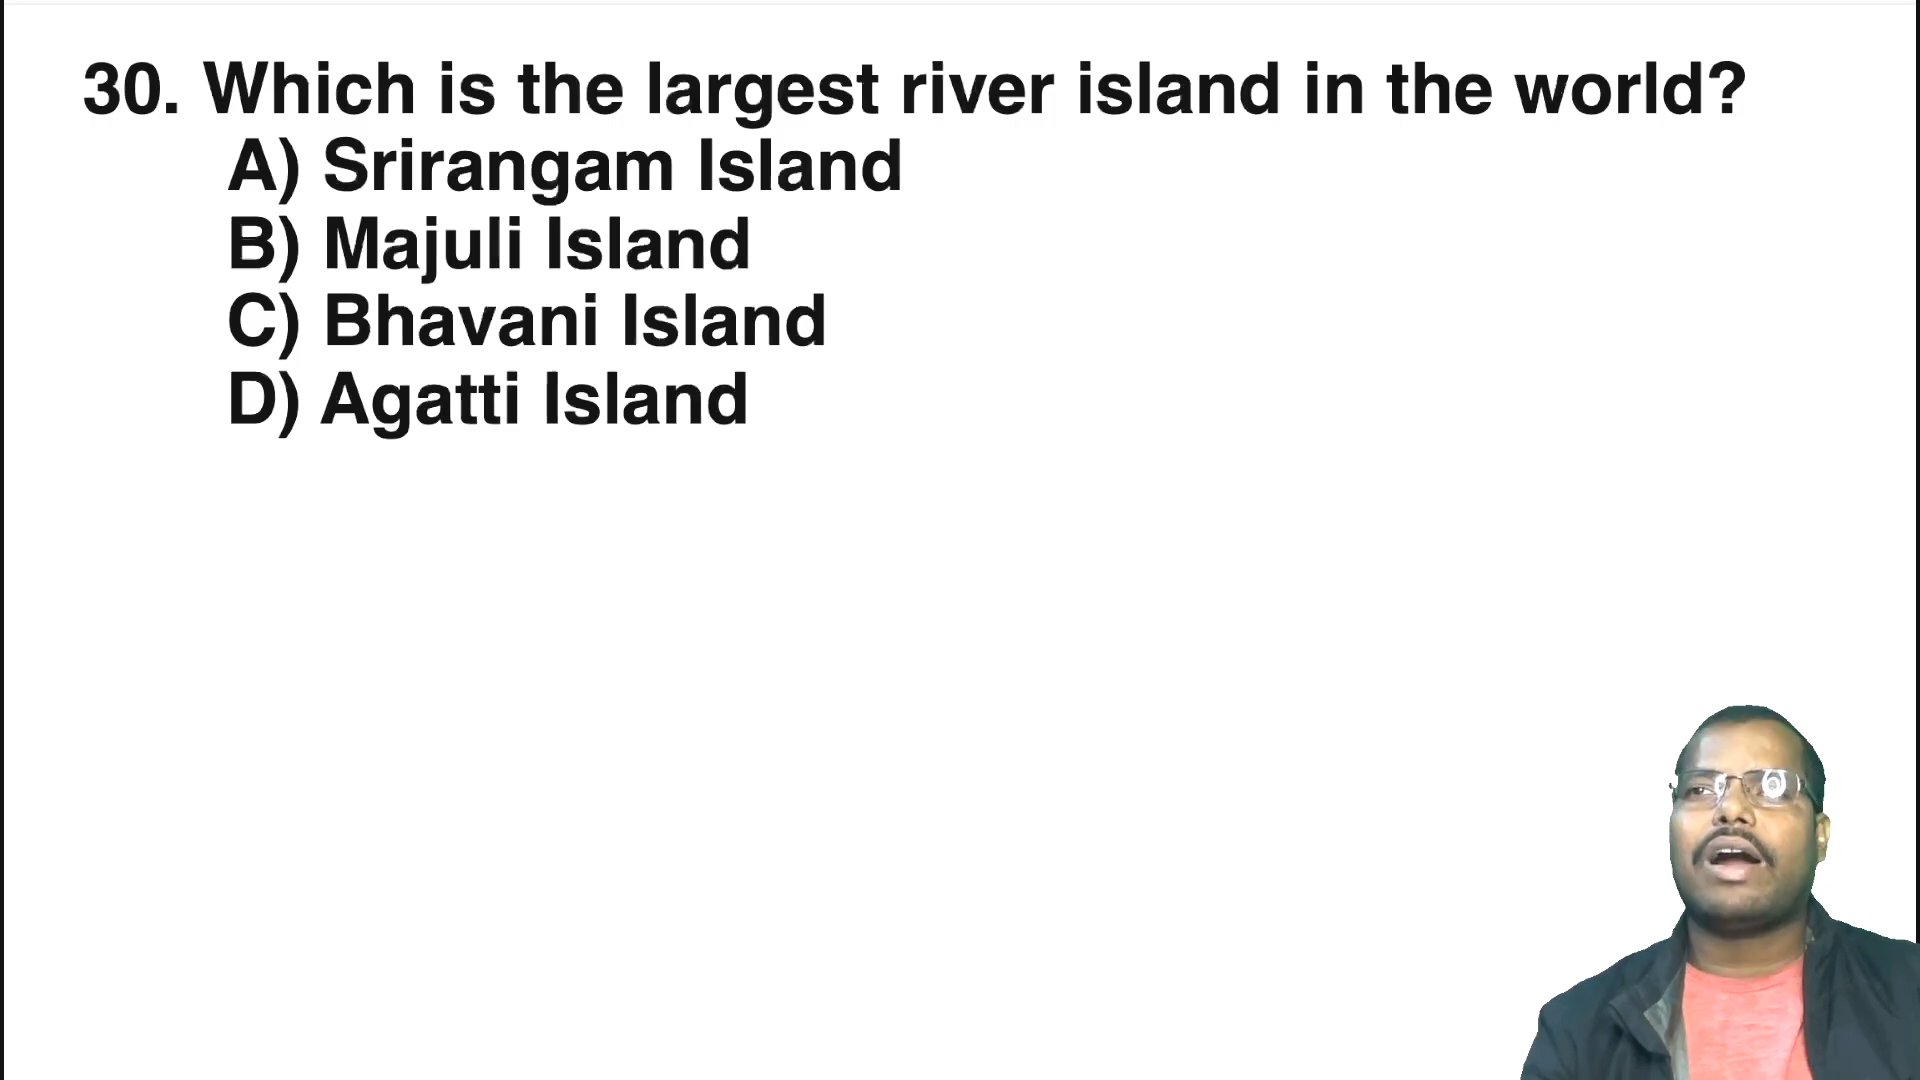 30. Which is the largest river island in the world?
A) Srirangam Island
B) Majuli Island
C) Bhavani Island
D) Agatti Island